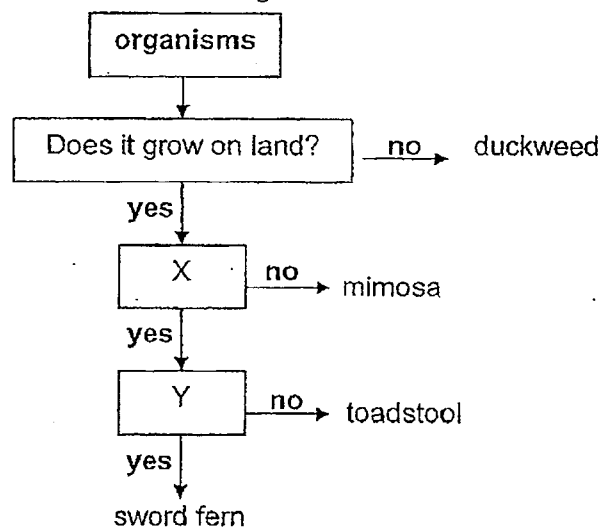 organisms
Does it grow on land?
no
duckweed
yes
X
no
mimosa
yes
Y
no
toadstool
yes
sword fern